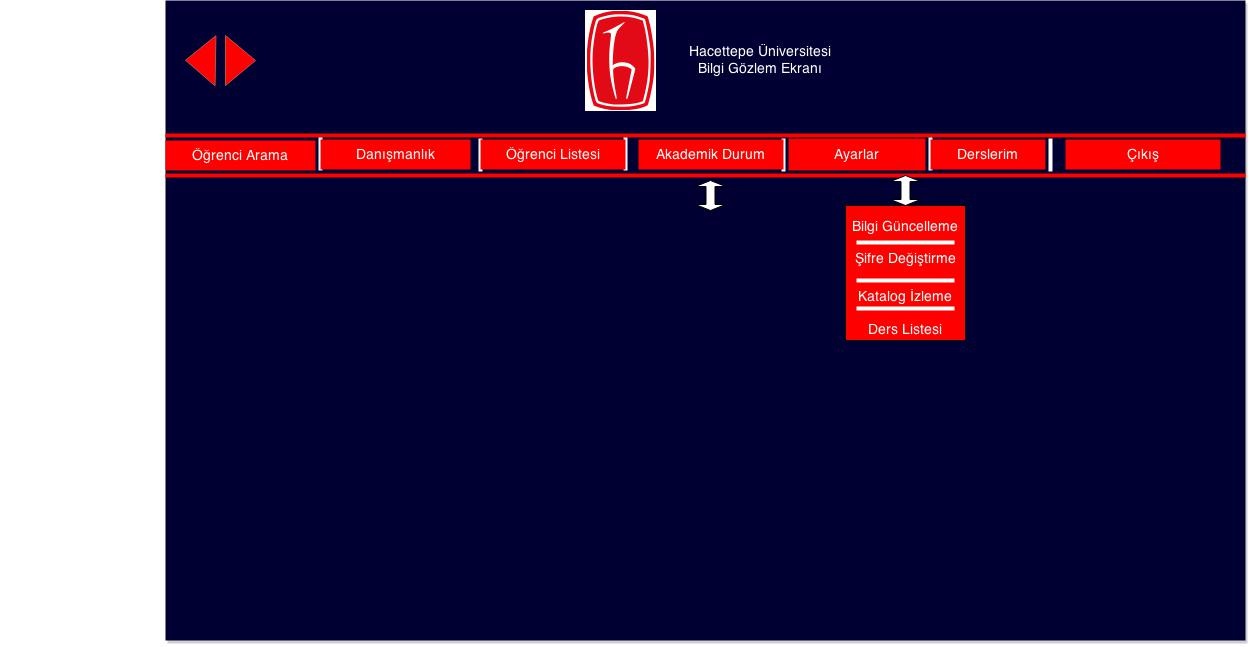 Hacettepe Üniversitesi
Bilgi Gözlem Ekranı
Öğrenci Arama
Danışmanlık
Öğrenci Listesi
Akademik Durum
Ayarlar
Derslerim
Çıkış
Bilgi Güncelleme
Şifre Değiştirme
Katalog İzleme
Ders Listesi